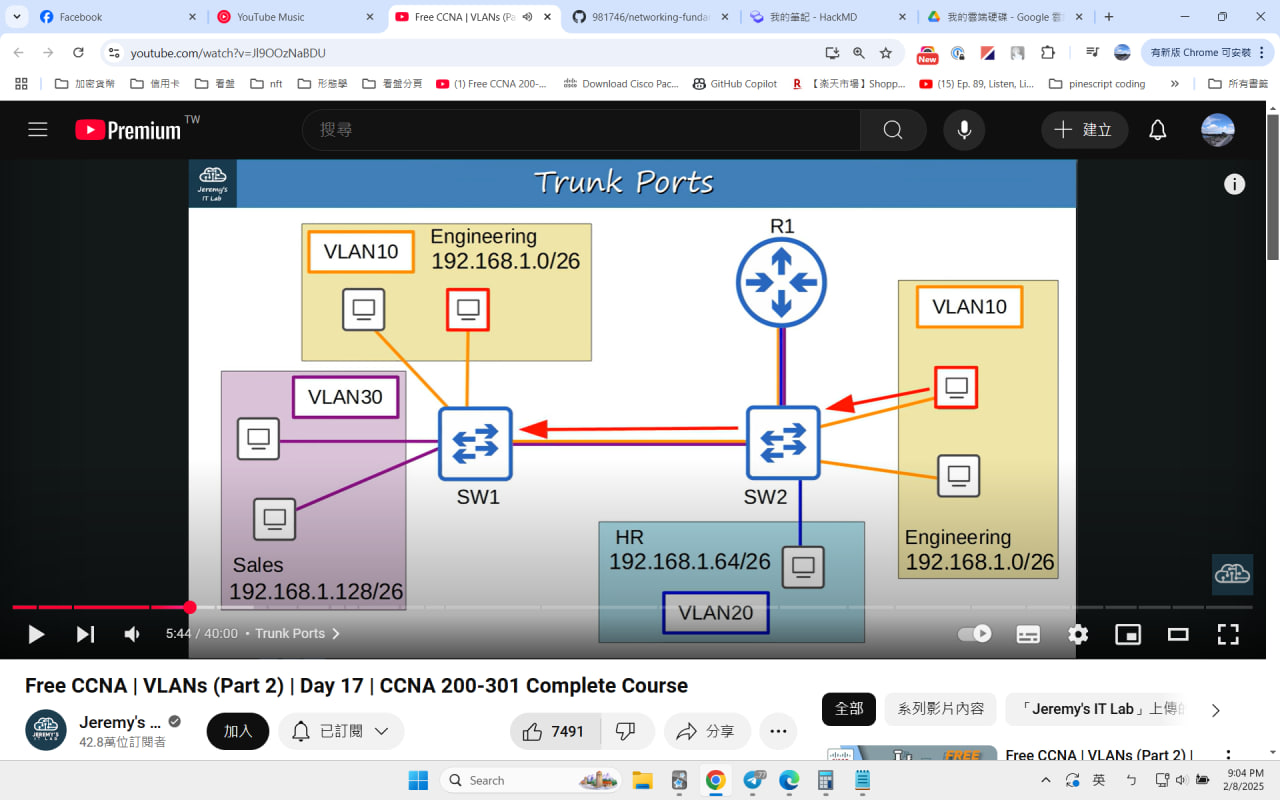 Facebook
YouTube Music
Free CCNA | VLANs (Pa
981746/networking-funda
我的筆記 - HackMD
我的雲端硬碟 - Google 雲
youtube.com/watch?v=Jl9OOzNaBDU
New
有新版 Chrome 可安裝
加密貨幣
信用卡
看盤
nft
形態學
看盤分頁
(1) Free CCNA 200-...
Download Cisco Pac...
GitHub Copilot
【楽天市場】Shopp...
(15) Ep. 89, Listen, Li...
pinescript coding
所有書籤
Premium
TW
搜尋
建立
Jeremy's
IT Lab
Trunk Ports
VLAN10
Engineering
192.168.1.0/26
R1
VLAN10
VLAN30
SW1
SW2
HR
192.168.1.64/26
VLAN20
Engineering
192.168.1.0/26
Sales
192.168.1.128/26
5:44 / 40:00 • Trunk Ports
Free CCNA | VLANs (Part 2) | Day 17 | CCNA 200-301 Complete Course
Jeremy's ...
42.8萬位訂閱者
加入
已訂閱
7491
分享
全部
系列影片內容
「Jeremy's IT Lab」上傳的
FREE
Free CCNA | VLANs (Part 2) |
Search
英
ㄅ
9:04 PM
2/8/2025